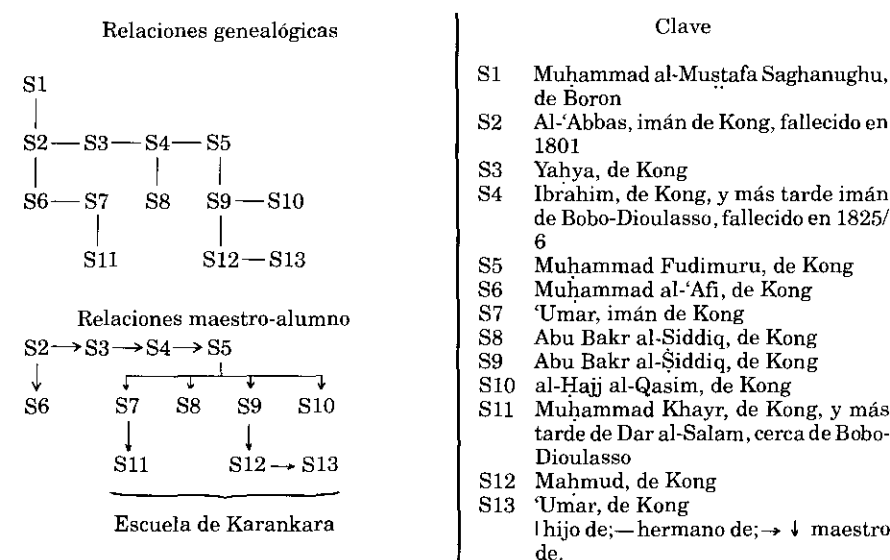 Relaciones genealógicas
S1
S2 — S3 — S4 — S5
S6 — S7 S8 S9 — S10
S11 S12 — S13
Relaciones maestro-alumno
S2 → S3 → S4 → S5
S6 S7 S8 S9 S10
S11 S12 → S13
Escuela de Karankara
Clave
S1 Muḥammad al-Muṣṭafa Saghanughu,
de Boron
S2 Al-‘Abbas, imán de Kong, fallecido en
1801
S3 Yaḥya, de Kong
S4 Ibrahim, de Kong, y más tarde imán
de Bobo-Dioulasso, fallecido en 1825/
6
S5 Muḥammad Fudimuru, de Kong
S6 Muḥammad al-‘Afi, de Kong
S7 ‘Umar, imán de Kong
S8 Abu Bakr al-Siddiq, de Kong
S9 Abu Bakr al-Ṣiddiq, de Kong
S10 al-Ḥajj al-Qasim, de Kong
S11 Muḥammad Khayr, de Kong, y más
tarde de Dar al-Salam, cerca de Bobo-
Dioulasso
S12 Maḥmud, de Kong
S13 ‘Umar, de Kong
| hijo de; — hermano de; → ↓ maestro
de.